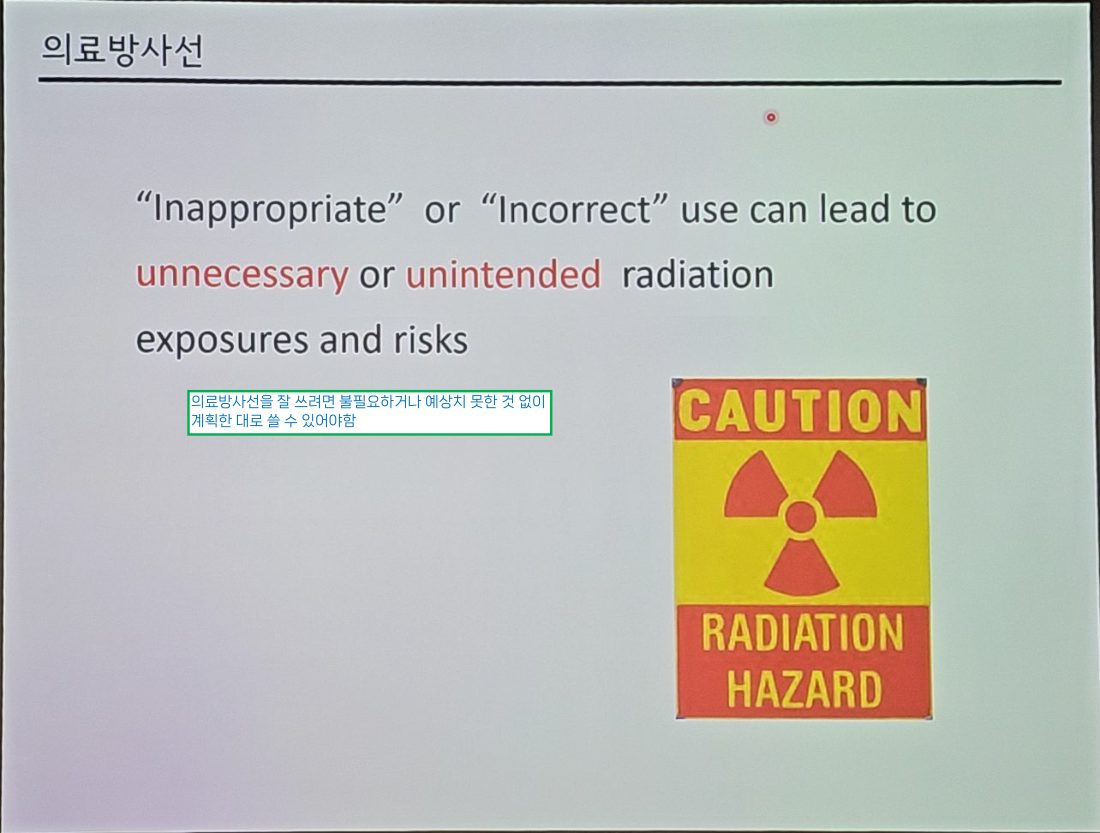 의료방사선
“Inappropriate” or “Incorrect” use can lead to
unnecessary or unintended radiation
exposures and risks
의료방사선을 잘 쓰려면 불필요하거나 예상치 못한 것 없이
계획한 대로 쓸 수 있어야함
CAUTION
RADIATION
HAZARD